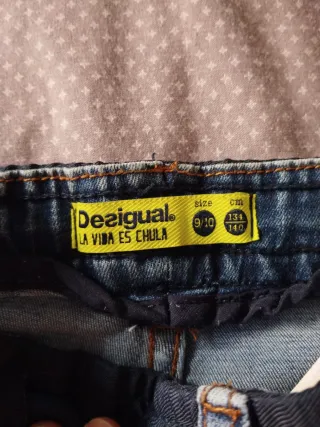 Desigual®
LA VIDA ES CHULA
size cm
9/10 134
140